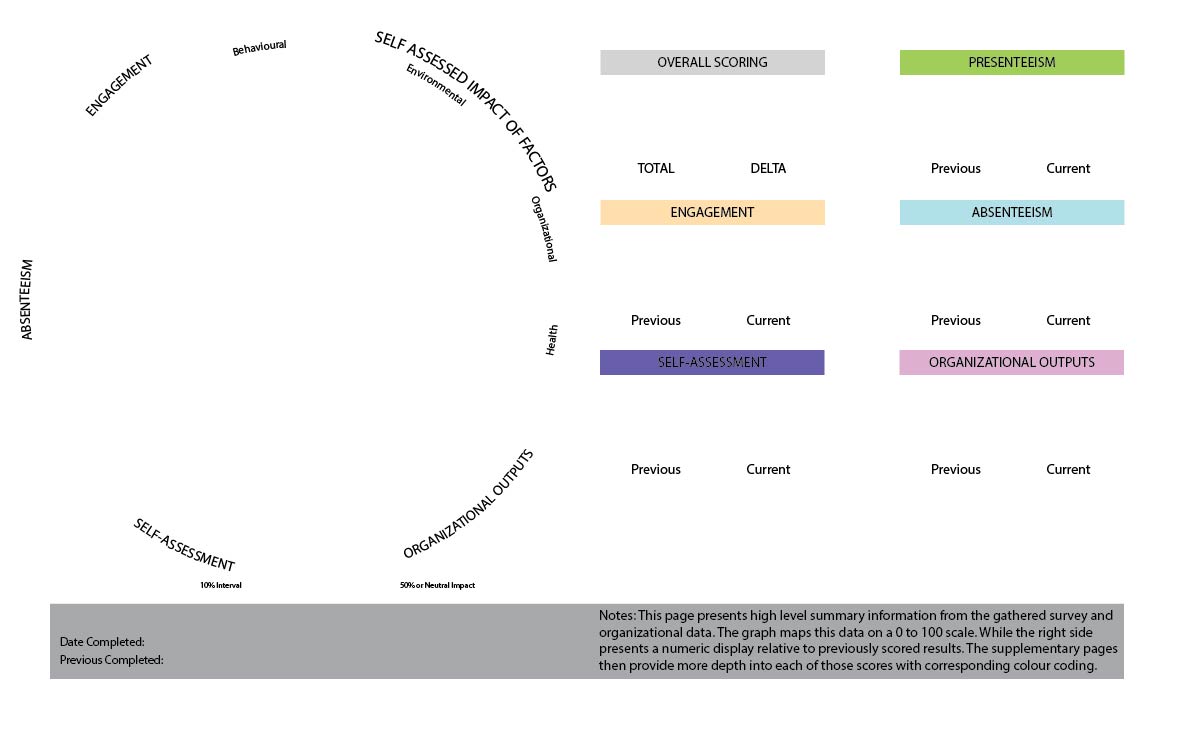 SELF ASSESSED IMPACT OF FACTORS
Behavioural
Environmental
Organizational
Health
ENGAGEMENT
ABSENTEEISM
SELF-ASSESSMENT
ORGANIZATIONAL OUTPUTS
10% Interval
50% or Neutral Impact
OVERALL SCORING
TOTAL DELTA
PRESENTEEISM
Previous Current
ENGAGEMENT
Previous Current
ABSENTEEISM
Previous Current
SELF-ASSESSMENT
Previous Current
ORGANIZATIONAL OUTPUTS
Previous Current
Date Completed:
Previous Completed:
Notes: This page presents high level summary information from the gathered survey and
organizational data. The graph maps this data on a 0 to 100 scale. While the right side
presents a numeric display relative to previously scored results. The supplementary pages
then provide more depth into each of those scores with corresponding colour coding.